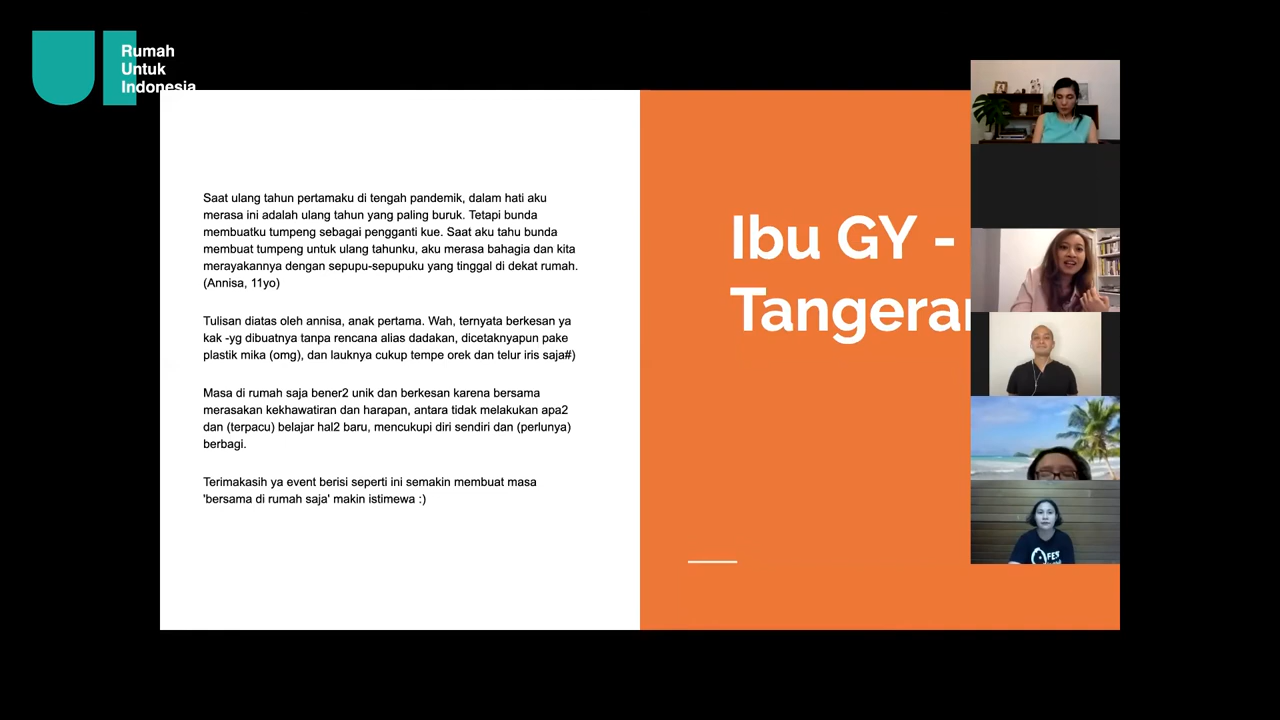 Rumah
Untuk
Indonesia
Saat ulang tahun pertamaku di tengah pandemik, dalam hati aku
merasa ini adalah ulang tahun yang paling buruk. Tetapi bunda
membuatku tumpeng sebagai pengganti kue. Saat aku tahu bunda
membuat tumpeng untuk ulang tahunku, aku merasa bahagia dan kita
merayakannya dengan sepupu-sepupuku yang tinggal di dekat rumah.
(Annisa, 11yo)
Tulisan diatas oleh annisa, anak pertama. Wah, ternyata berkesan ya
kak -yg dibuatnya tanpa rencana alias dadakan, dicetaknyapun pake
plastik mika (omg), dan lauknya cukup tempe orek dan telur iris saja#)
Masa di rumah saja bener2 unik dan berkesan karena bersama
merasakan kekhawatiran dan harapan, antara tidak melakukan apa2
dan (terpacu) belajar hal2 baru, mencukupi diri sendiri dan (perlunya)
berbagi.
Terimakasih ya event berisi seperti ini semakin membuat masa
'bersama di rumah saja' makin istimewa :)
Ibu GY -